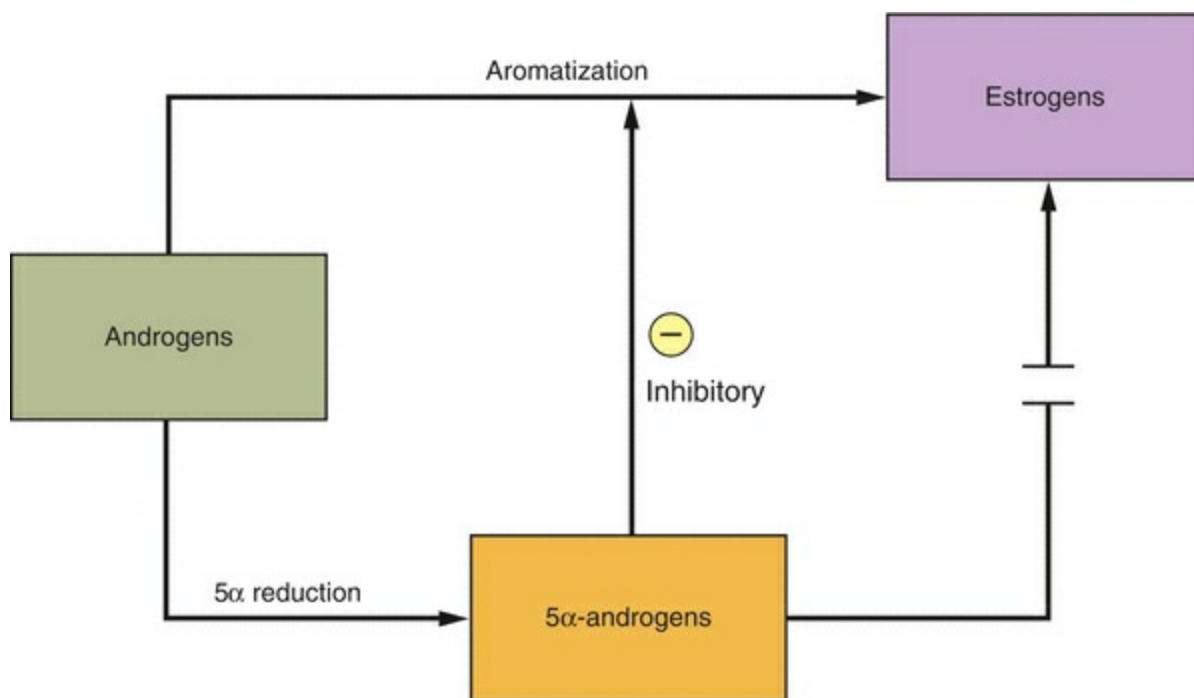 Aromatization
Estrogens
Androgens
−
Inhibitory
5α reduction
5α-androgens